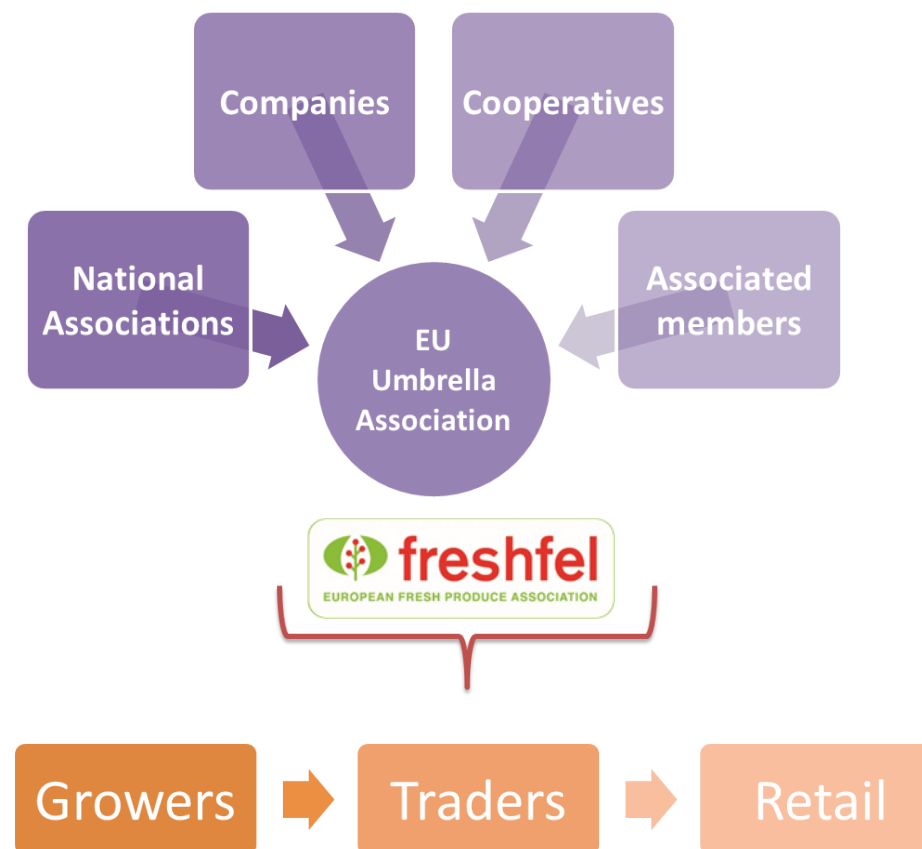 Companies
Cooperatives
National
Associations
Associated
members
EU
Umbrella
Association
freshfel
EUROPEAN FRESH PRODUCE ASSOCIATION
Growers
Traders
Retail